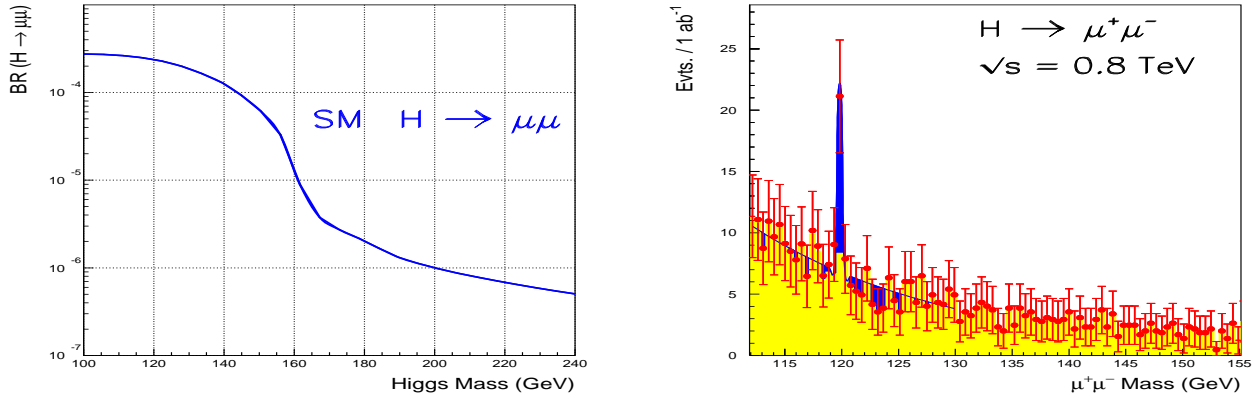 BR (H → μμ)
10⁻⁴
10⁻⁵
10⁻⁶
10⁻⁷
SM H → μμ
100 120 140 160 180 200 220 240
Higgs Mass (GeV)
Evts. / 1 ab⁻¹
25
20
15
10
5
0
H → μ⁺μ⁻
√s = 0.8 TeV
115 120 125 130 135 140 145 150 155
μ⁺μ⁻ Mass (GeV)